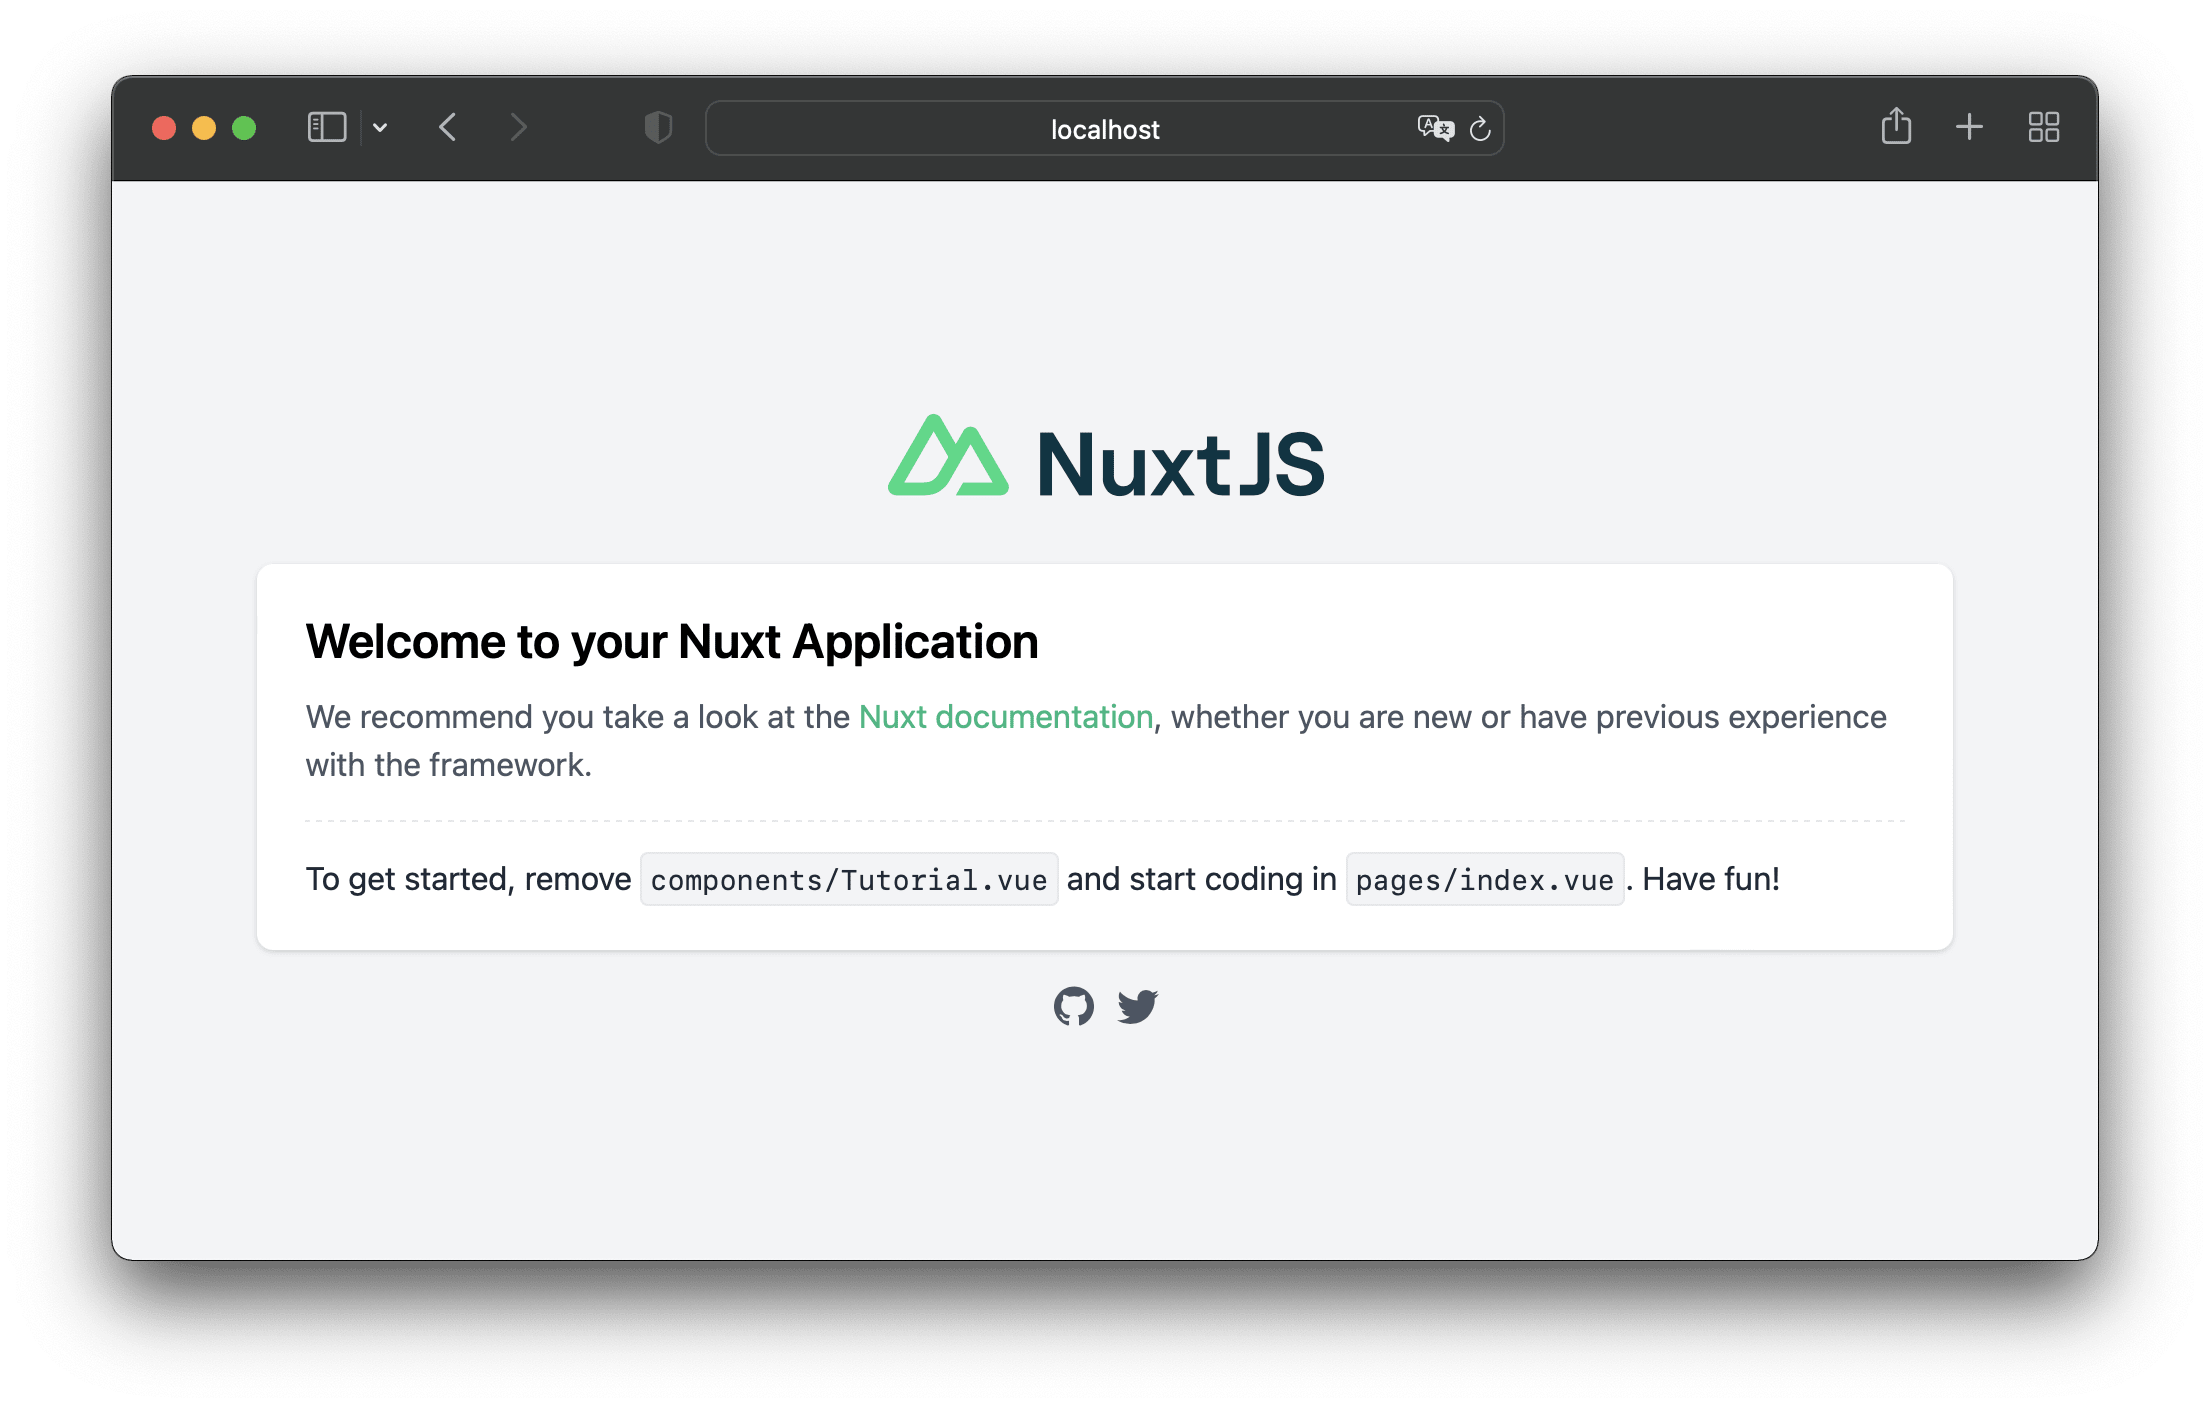 localhost
NuxtJS
Welcome to your Nuxt Application
We recommend you take a look at the Nuxt documentation, whether you are new or have previous experience
with the framework.
To get started, remove components/Tutorial.vue and start coding in pages/index.vue. Have fun!